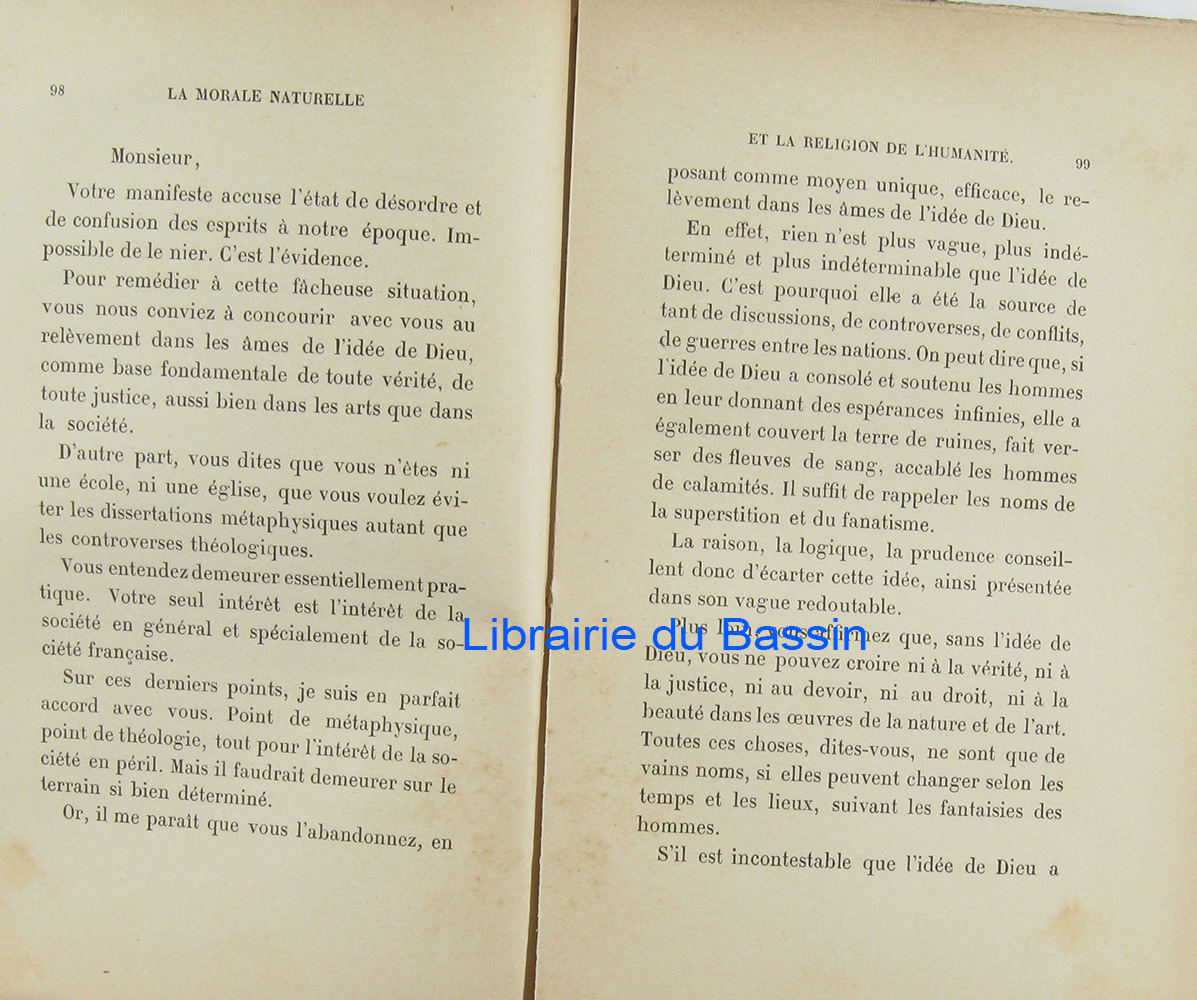 98
LA MORALE NATURELLE
Monsieur,
Votre manifeste accuse l'état de désordre et
de confusion des esprits à notre époque. Im-
possible de le nier. C'est l'évidence.
Pour remédier à cette fâcheuse situation,
vous nous conviez à concourir avec vous au
relèvement dans les âmes de l'idée de Dieu,
comme base fondamentale de toute vérité, de
toute justice, aussi bien dans les arts que dans
la société.
D'autre part, vous dites que vous n'êtes ni
une école, ni une église, que vous voulez évi-
ter les dissertations métaphysiques autant que
les controverses théologiques.
Vous entendez demeurer essentiellement pra-
tique. Votre seul intérêt est l'intérêt de la
société en général et spécialement de la so-
ciété française.
Sur ces derniers points, je suis en parfait
accord avec vous. Point de métaphysique,
point de théologie, tout pour l'intérêt de la so-
ciété en péril. Mais il faudrait demeurer sur le
terrain si bien déterminé.
Or, il me paraît que vous l'abandonnez, en
ET LA RELIGION DE L'HUMANITÉ.
99
posant comme moyen unique, efficace, le re-
lèvement dans les âmes de l'idée de Dieu.
En effet, rien n'est plus vague, plus indé-
terminé et plus indéterminable que l'idée de
Dieu. C'est pourquoi elle a été la source de
tant de discussions, de controverses, de conflits,
de guerres entre les nations. On peut dire que, si
l'idée de Dieu a consolé et soutenu les hommes
en leur donnant des espérances infinies, elle a
également couvert la terre de ruines, fait ver-
ser des fleuves de sang, accablé les hommes
de calamités. Il suffit de rappeler les noms de
la superstition et du fanatisme.
La raison, la logique, la prudence conseil-
lent donc d'écarter cette idée, ainsi présentée
dans son vague redoutable.
Plus loin, vous affirmez que, sans l'idée de
Dieu, vous ne pouvez croire ni à la vérité, ni à
la justice, ni au devoir, ni au droit, ni à la
beauté dans les œuvres de la nature et de l'art.
Toutes ces choses, dites-vous, ne sont que de
vains noms, si elles peuvent changer selon les
temps et les lieux, suivant les fantaisies des
hommes.
S'il est incontestable que l'idée de Dieu a
Librairie du Bassin